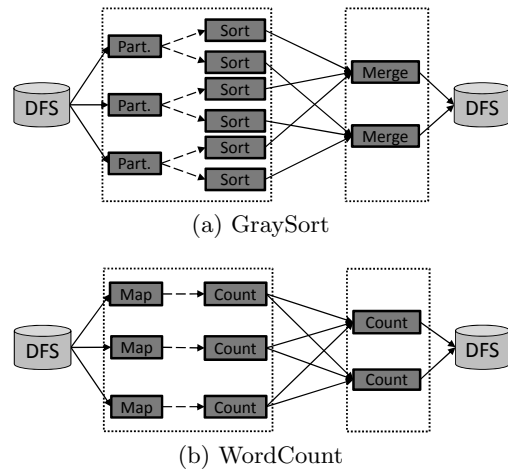 Part.
Sort
Sort
DFS
Part.
Sort
Sort
Part.
Sort
Sort
Merge
Merge
DFS
(a) GraySort
DFS
Map
Count
Map
Count
Map
Count
Count
Count
DFS
(b) WordCount